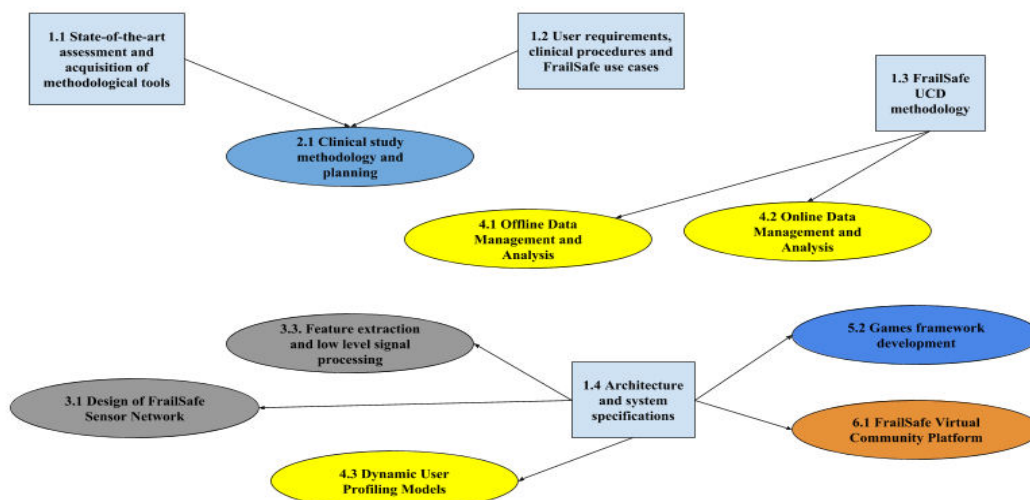 1.1 State-of-the-art
assessment and
acquisition of
methodological tools
1.2 User requirements,
clinical procedures and
FrailSafe use cases
1.3 FrailSafe
UCD
methodology
2.1 Clinical study
methodology and
planning
4.1 Offline Data
Management and
Analysis
4.2 Online Data
Management and
Analysis
3.3. Feature extraction
and low level signal
processing
5.2 Games framework
development
1.4 Architecture
and system
specifications
3.1 Design of FrailSafe
Sensor Network
6.1 FrailSafe Virtual
Community Platform
4.3 Dynamic User
Profiling Models